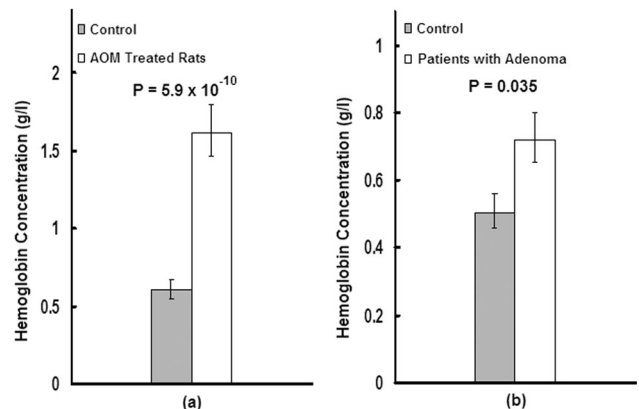 Control
AOM Treated Rats
P = 5.9 x 10-10
Hemoglobin Concentration (g/l)
2
1.5
1
0.5
0
(a)
Control
Patients with Adenoma
P = 0.035
Hemoglobin Concentration (g/l)
1
0.8
0.6
0.4
0.2
0
(b)